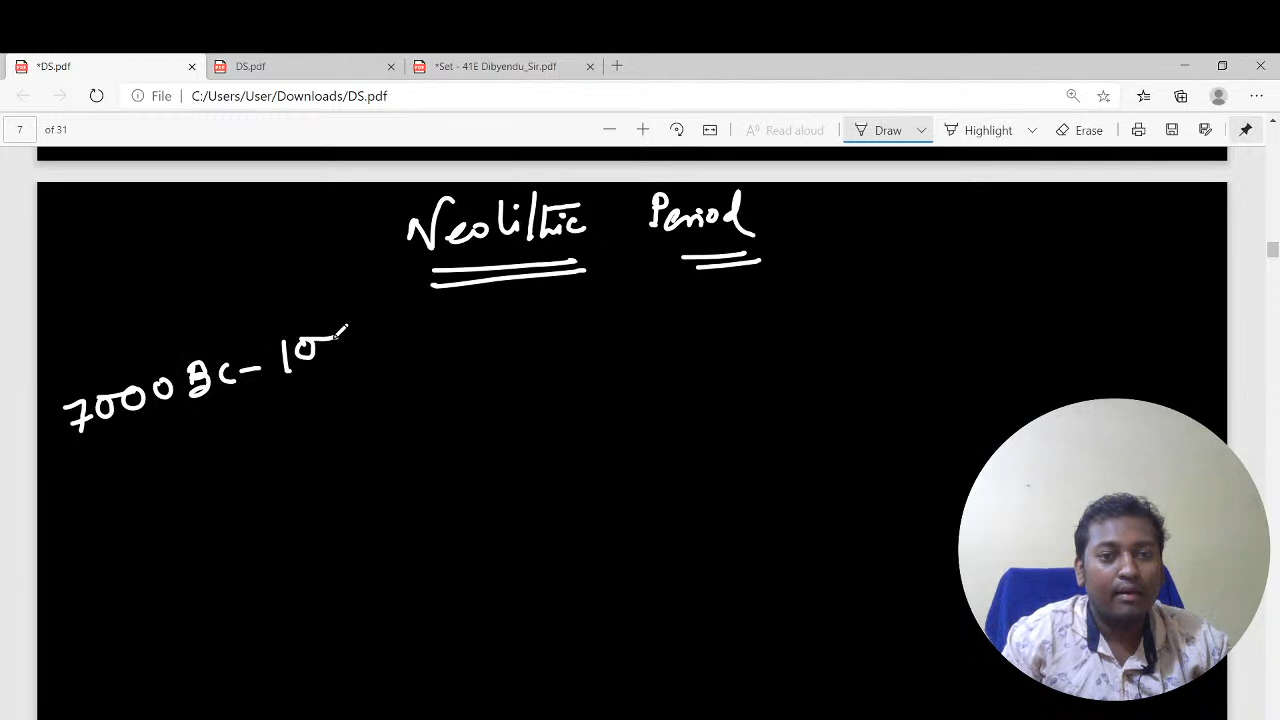 *DS.pdf
DS.pdf
*Set - 41E Dibyendu_Sir.pdf
File
C:/Users/User/Downloads/DS.pdf
7 of 31
Read aloud
Draw
Highlight
Erase
Neolithic Period
7000 BC - 10